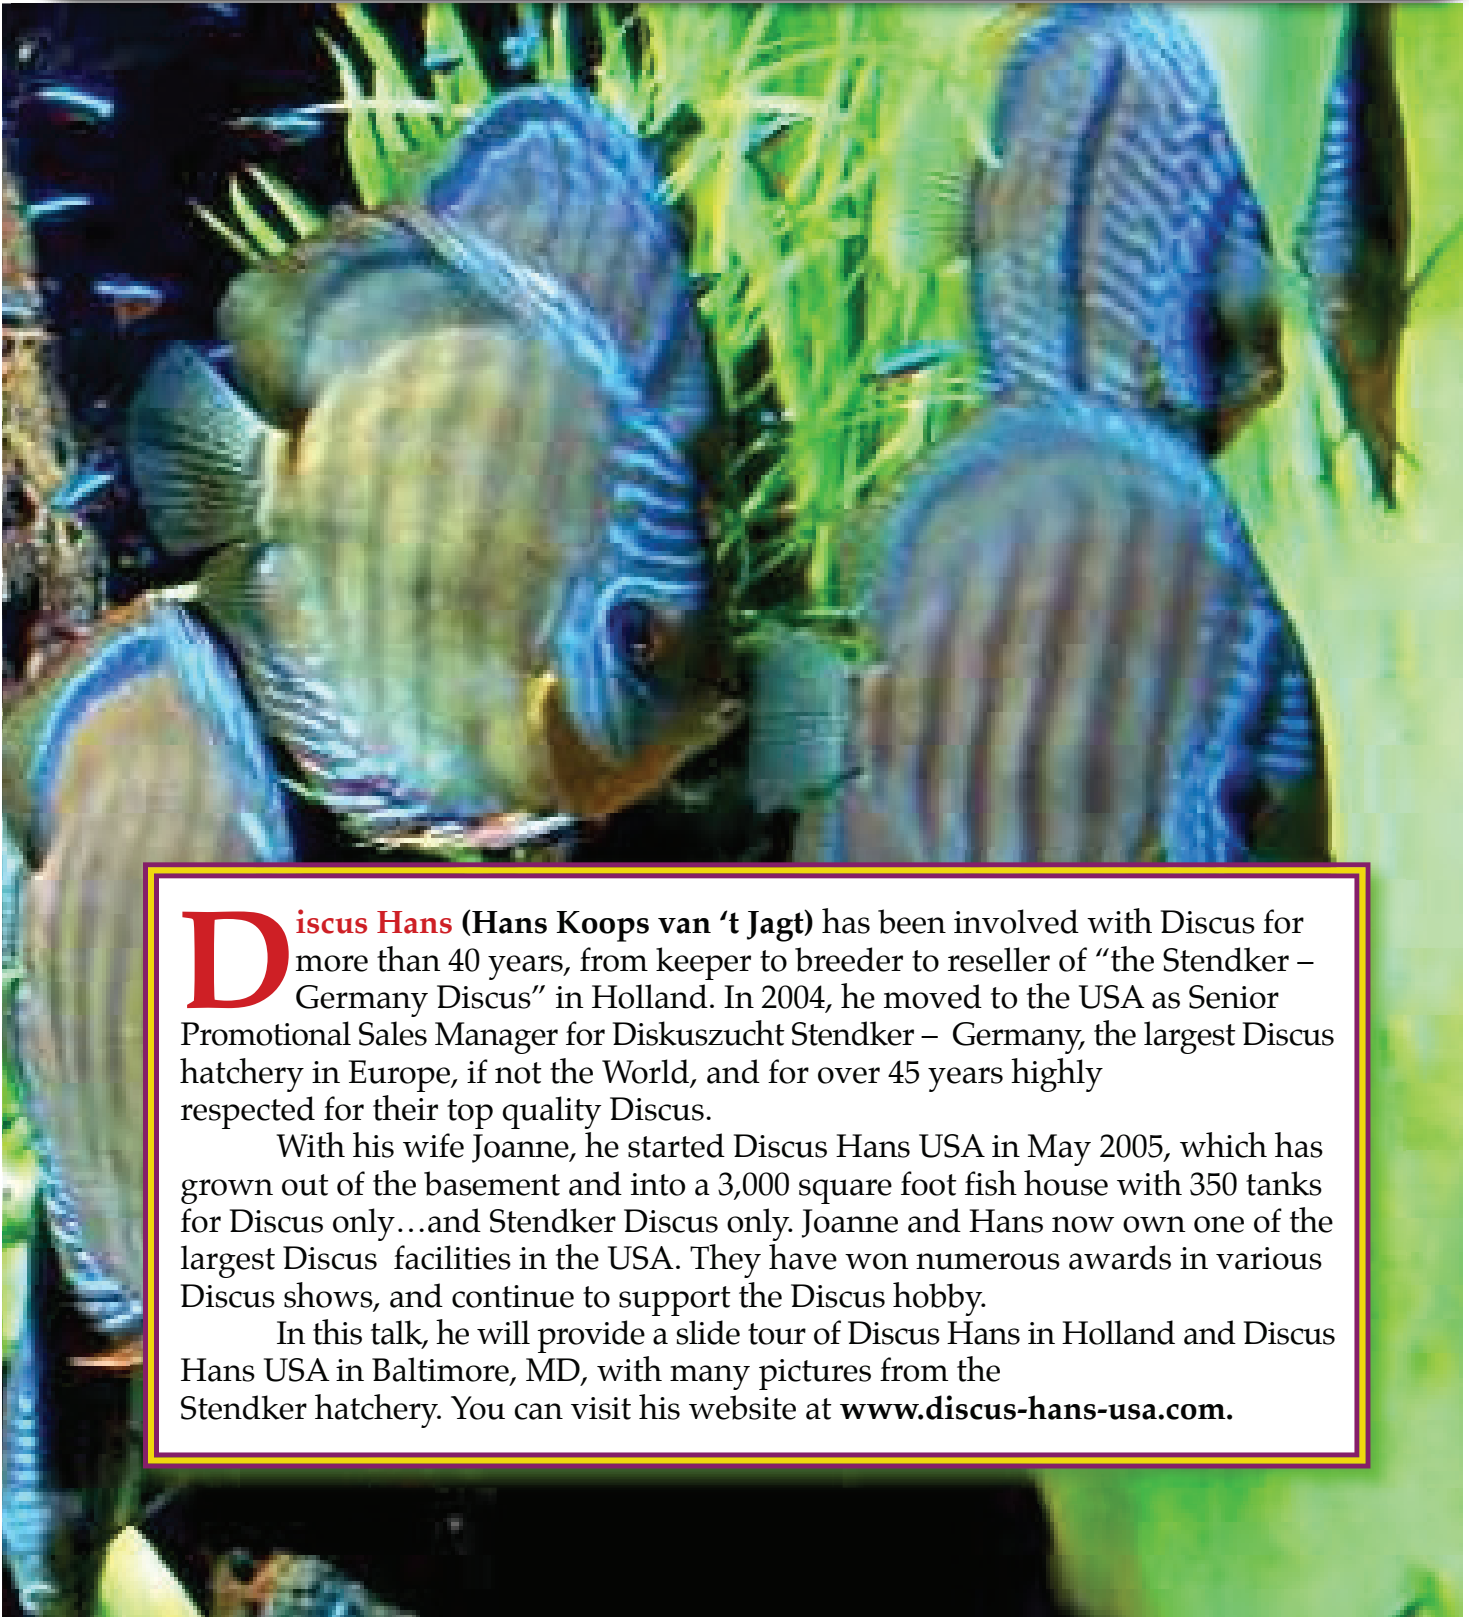 Discus Hans (Hans Koops van ‘t Jagt) has been involved with Discus for
more than 40 years, from keeper to breeder to reseller of “the Stendker –
Germany Discus” in Holland. In 2004, he moved to the USA as Senior
Promotional Sales Manager for Diskuszucht Stendker –  Germany, the largest Discus
hatchery in Europe, if not the World, and for over 45 years highly
respected for their top quality Discus.
With his wife Joanne, he started Discus Hans USA in May 2005, which has
grown out of the basement and into a 3,000 square foot fish house with 350 tanks
for Discus only…and Stendker Discus only. Joanne and Hans now own one of the
largest Discus  facilities in the USA. They have won numerous awards in various
Discus shows, and continue to support the Discus hobby.
In this talk, he will provide a slide tour of Discus Hans in Holland and Discus
Hans USA in Baltimore, MD, with many pictures from the
Stendker hatchery. You can visit his website at www.discus-hans-usa.com.